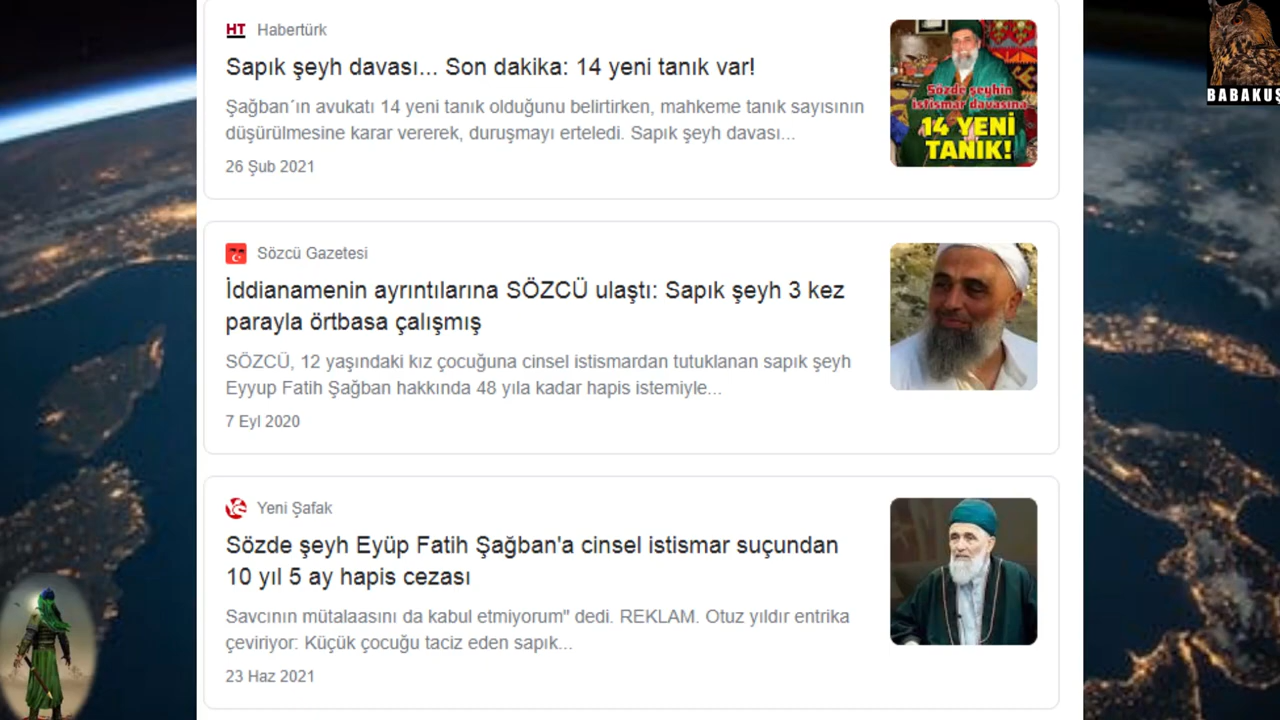 HT Habertürk
Sapık şeyh davası... Son dakika: 14 yeni tanık var!
Şağban´ın avukatı 14 yeni tanık olduğunu belirtirken, mahkeme tanık sayısının
düşürülmesine karar vererek, duruşmayı erteledi. Sapık şeyh davası...
26 Şub 2021
Sözde şeyhin
istismar davasında
14 YENİ
TANIK!
BABAKUŞ
Sözcü Gazetesi
İddianamenin ayrıntılarına SÖZCÜ ulaştı: Sapık şeyh 3 kez
parayla örtbasa çalışmış
SÖZCÜ, 12 yaşındaki kız çocuğuna cinsel istismardan tutuklanan sapık şeyh
Eyyup Fatih Şağban hakkında 48 yıla kadar hapis istemiyle...
7 Eyl 2020
Yeni Şafak
Sözde şeyh Eyüp Fatih Şağban'a cinsel istismar suçundan
10 yıl 5 ay hapis cezası
Savcının mütalaasını da kabul etmiyorum" dedi. REKLAM. Otuz yıldır entrika
çeviriyor: Küçük çocuğu taciz eden sapık...
23 Haz 2021